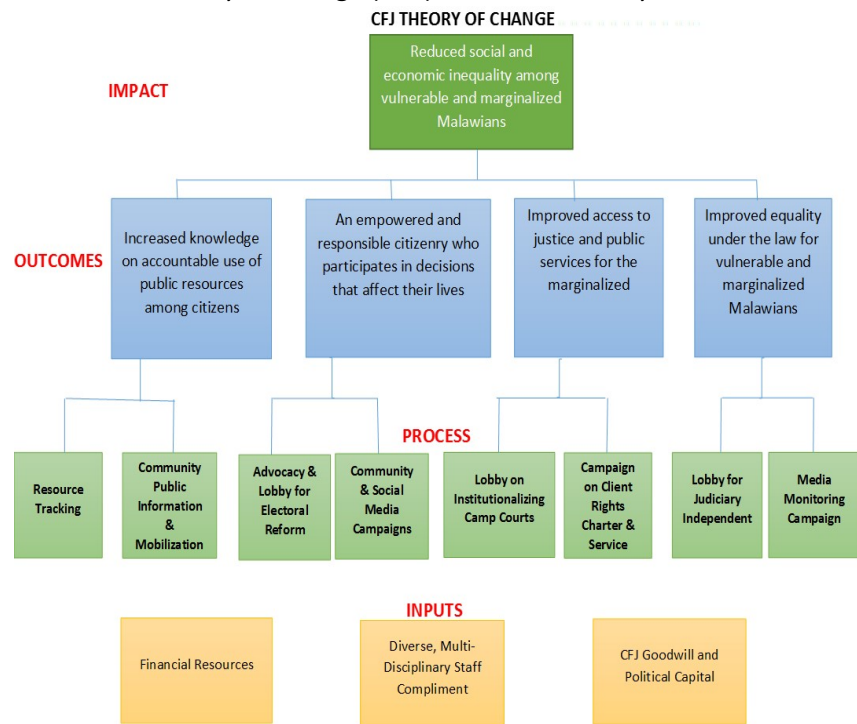 CFJ THEORY OF CHANGE
IMPACT
Reduced social and
economic inequality among
vulnerable and marginalized
Malawians
OUTCOMES
Increased knowledge
on accountable use of
public resources
among citizens
An empowered and
responsible citizenry who
participates in decisions
that affect their lives
Improved access to
justice and public
services for the
marginalized
Improved equality
under the law for
vulnerable and
marginalized
Malawians
PROCESS
Resource
Tracking
Community
Public
Information
&
Mobilization
Advocacy &
Lobby for
Electoral
Reform
Community
& Social
Media
Campaigns
Lobby on
Institutionalizing
Camp Courts
Campaign
on Client
Rights
Charter &
Service
Lobby for
Judiciary
Independent
Media
Monitoring
Campaign
INPUTS
Financial Resources
Diverse, Multi-
Disciplinary Staff
Compliment
CFJ Goodwill and
Political Capital